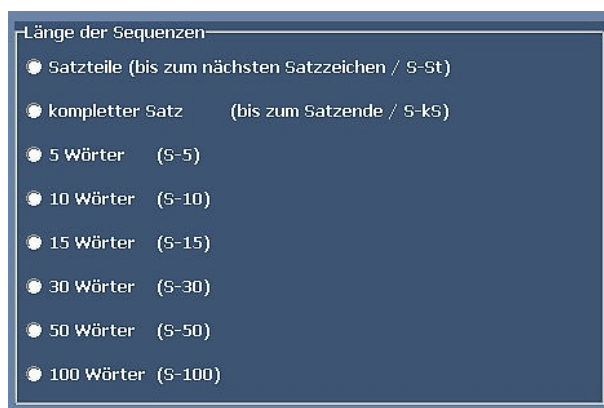 Länge der Sequenzen
Satzteile (bis zum nächsten Satzzeichen / S-St)
kompletter Satz (bis zum Satzende / S-kS)
5 Wörter (S-5)
10 Wörter (S-10)
15 Wörter (S-15)
30 Wörter (S-30)
50 Wörter (S-50)
100 Wörter (S-100)